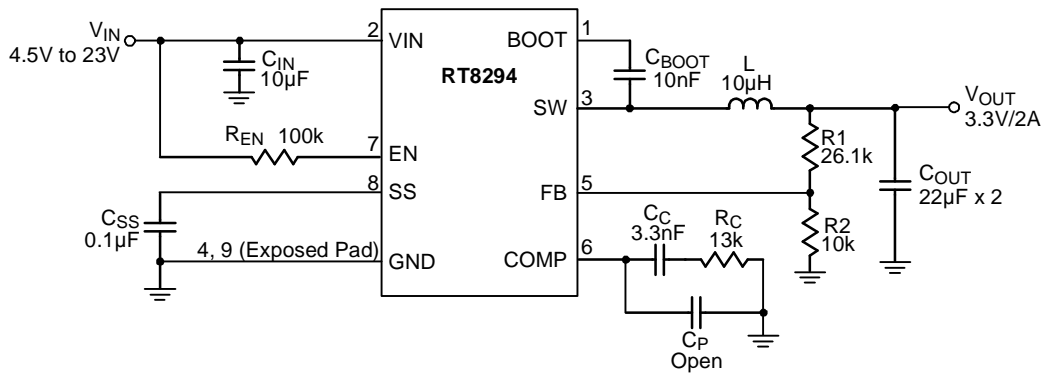 VIN
4.5V to 23V
CIN
10µF
REN 100k
CSS
0.1µF
4, 9 (Exposed Pad)
2
7
8
VIN
EN
SS
GND
RT8294
BOOT
SW
FB
COMP
1
3
5
6
CBOOT
10nF
L
10µH
VOUT
3.3V/2A
R1
26.1k
COUT
22µF x 2
R2
10k
CC
3.3nF
RC
13k
CP
Open